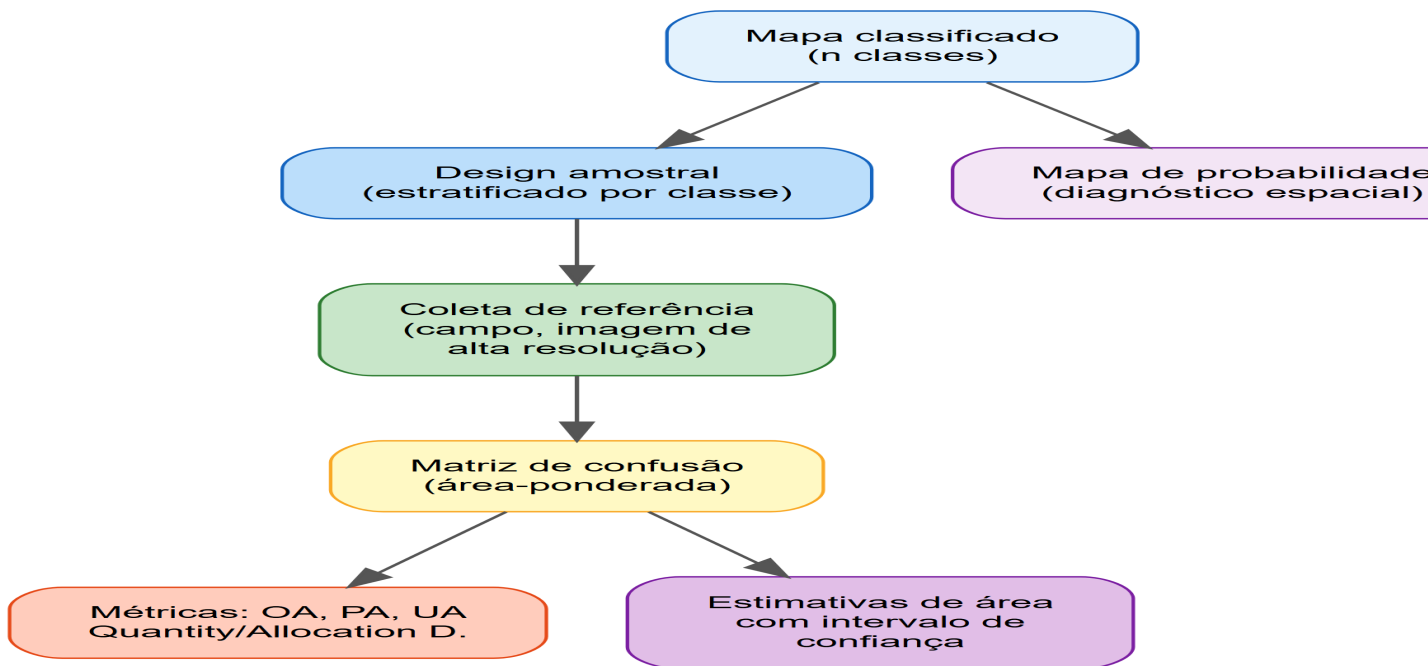 Mapa classificado
(n classes)
Design amostral
(estratificado por classe)
Mapa de probabilidade
(diagnóstico espacial)
Coleta de referência
(campo, imagem de
alta resolução)
Matriz de confusão
(área-ponderada)
Métricas: OA, PA, UA
Quantity/Allocation D.
Estimativas de área
com intervalo de
confiança